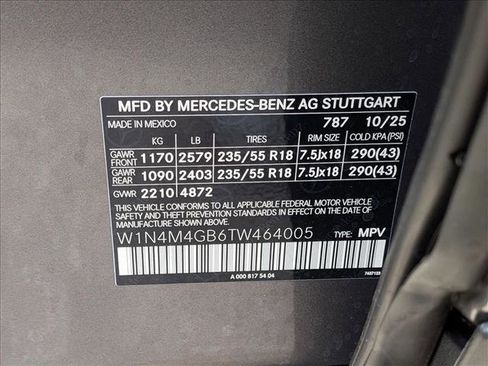 MFD BY MERCEDES-BENZ AG STUTTGART
MADE IN MEXICO 787 10/25
KG LB TIRES RIM SIZE COLD KPA (PSI)
GAWR FRONT 1170 2579 235/55 R18 7.5Jx18 290(43)
GAWR REAR 1090 2403 235/55 R18 7.5Jx18 290(43)
GVWR 2210 4872
THIS VEHICLE CONFORMS TO ALL APPLICABLE FEDERAL MOTOR
VEHICLE SAFETY, BUMPER, AND THEFT PREVENTION STANDARDS IN
EFFECT ON THE DATE OF MANUFACTURE SHOWN ABOVE.
W1N4M4GB6TW464005 TYPE: MPV
A 000 817 54 04